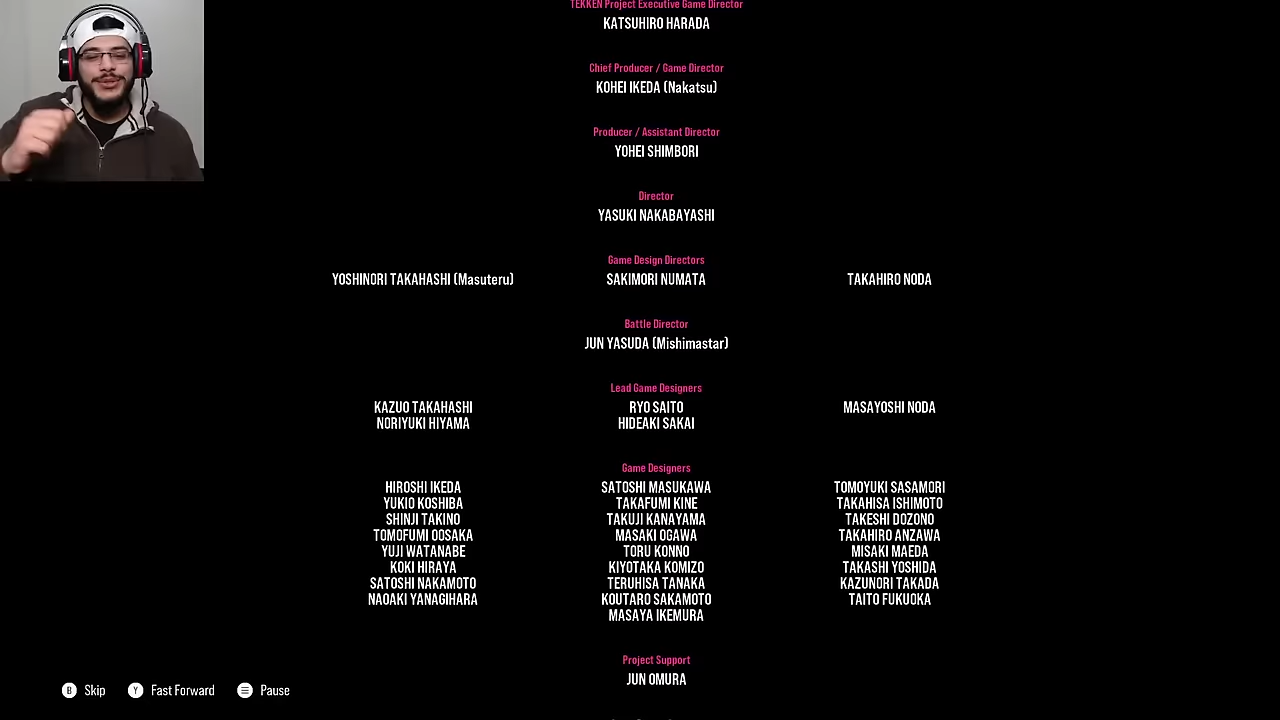 TEKKEN Project Executive Game Director
KATSUHIRO HARADA
Chief Producer / Game Director
KOHEI IKEDA (Nakatsu)
Producer / Assistant Director
YOHEI SHIMBORI
Director
YASUKI NAKABAYASHI
Game Design Directors
YOSHINORI TAKAHASHI (Masuteru) SAKIMORI NUMATA TAKAHIRO NODA
Battle Director
JUN YASUDA (Mishimastar)
Lead Game Designers
KAZUO TAKAHASHI RYO SAITO MASAYOSHI NODA
NORIYUKI HIYAMA HIDEAKI SAKAI
Game Designers
HIROSHI IKEDA SATOSHI MASUKAWA TOMOYUKI SASAMORI
YUKIO KOSHIBA TAKAFUMI KINE TAKAHISA ISHIMOTO
SHINJI TAKINO TAKUJI KANAYAMA TAKESHI DOZONO
TOMOFUMI OOSAKA MASAKI OGAWA TAKAHIRO ANZAWA
YUJI WATANABE TORU KONNO MISAKI MAEDA
KOKI HIRAYA KIYOTAKA KOMIZO TAKASHI YOSHIDA
SATOSHI NAKAMOTO TERUHISA TANAKA KAZUNORI TAKADA
NAOAKI YANAGIHARA KOUTARO SAKAMOTO TAITO FUKUOKA
MASAYA IKEMURA
Project Support
JUN OMURA
B Skip Y Fast Forward Pause